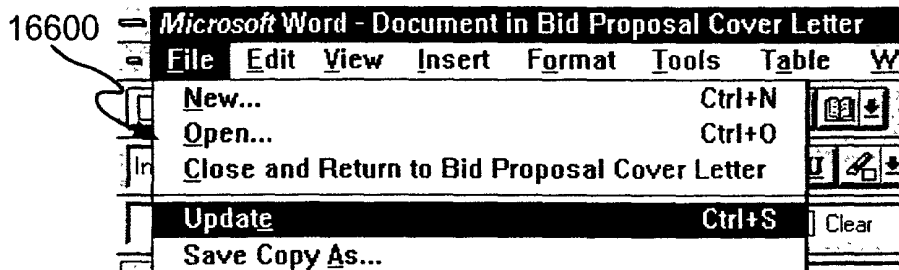 16600
Microsoft Word - Document in Bid Proposal Cover Letter
File Edit View Insert Format Tools Table W
New... Ctrl+N
Open... Ctrl+O
In
Close and Return to Bid Proposal Cover Letter U
Update Ctrl+S Clear
Save Copy As...